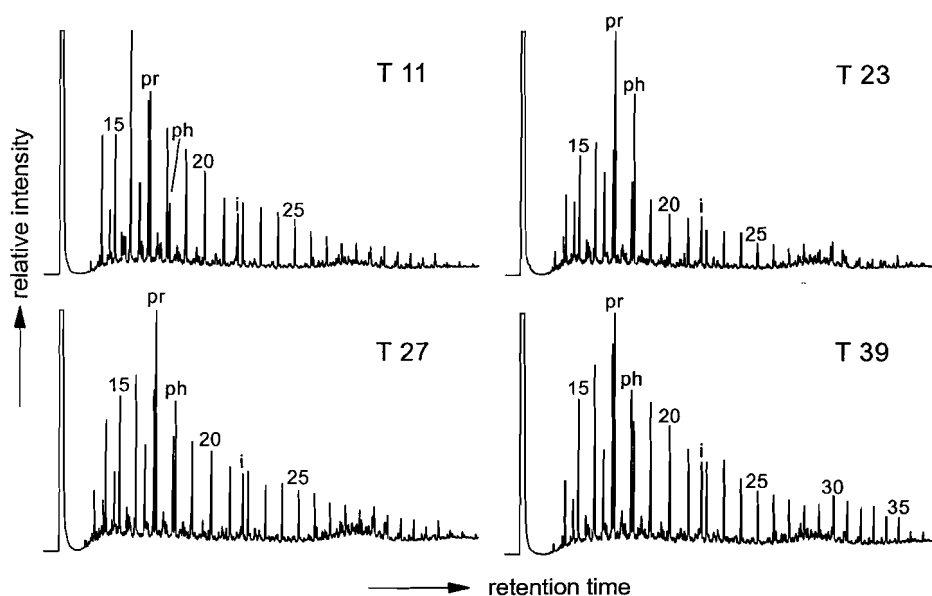 relative intensity
T 11
15
pr
ph
20
i
25
T 23
pr
ph
15
20
i
25
T 27
pr
15
ph
20
i
25
T 39
pr
15
ph
20
i
25
30
35
retention time